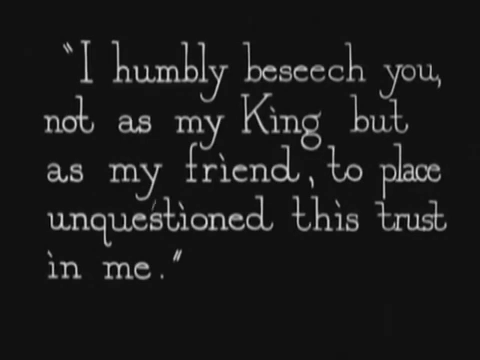 "I humbly beseech you,
not as my King but
as my friend, to place
unquestioned this trust
in me."